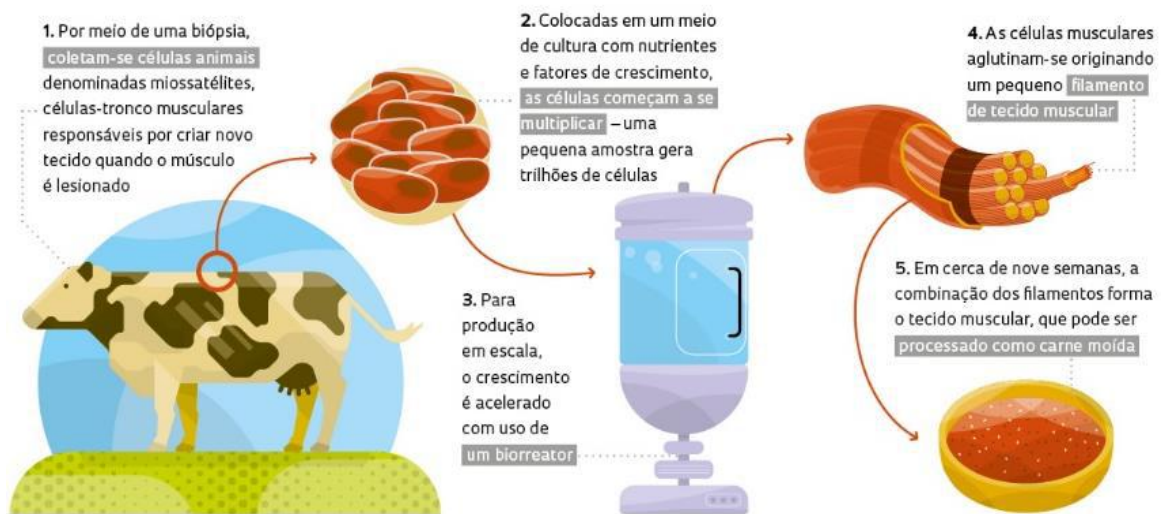 1. Por meio de uma biópsia,
coletam-se células animais
denominadas miossatélites,
células-tronco musculares
responsáveis por criar novo
tecido quando o músculo
é lesionado
2. Colocadas em um meio
de cultura com nutrientes
e fatores de crescimento,
as células começam a se
multiplicar – uma
pequena amostra gera
trilhões de células
3. Para
produção
em escala,
o crescimento
é acelerado
com uso de
um biorreator
4. As células musculares
aglutinam-se originando
um pequeno filamento
de tecido muscular
5. Em cerca de nove semanas, a
combinação dos filamentos forma
o tecido muscular, que pode ser
processado como carne moída